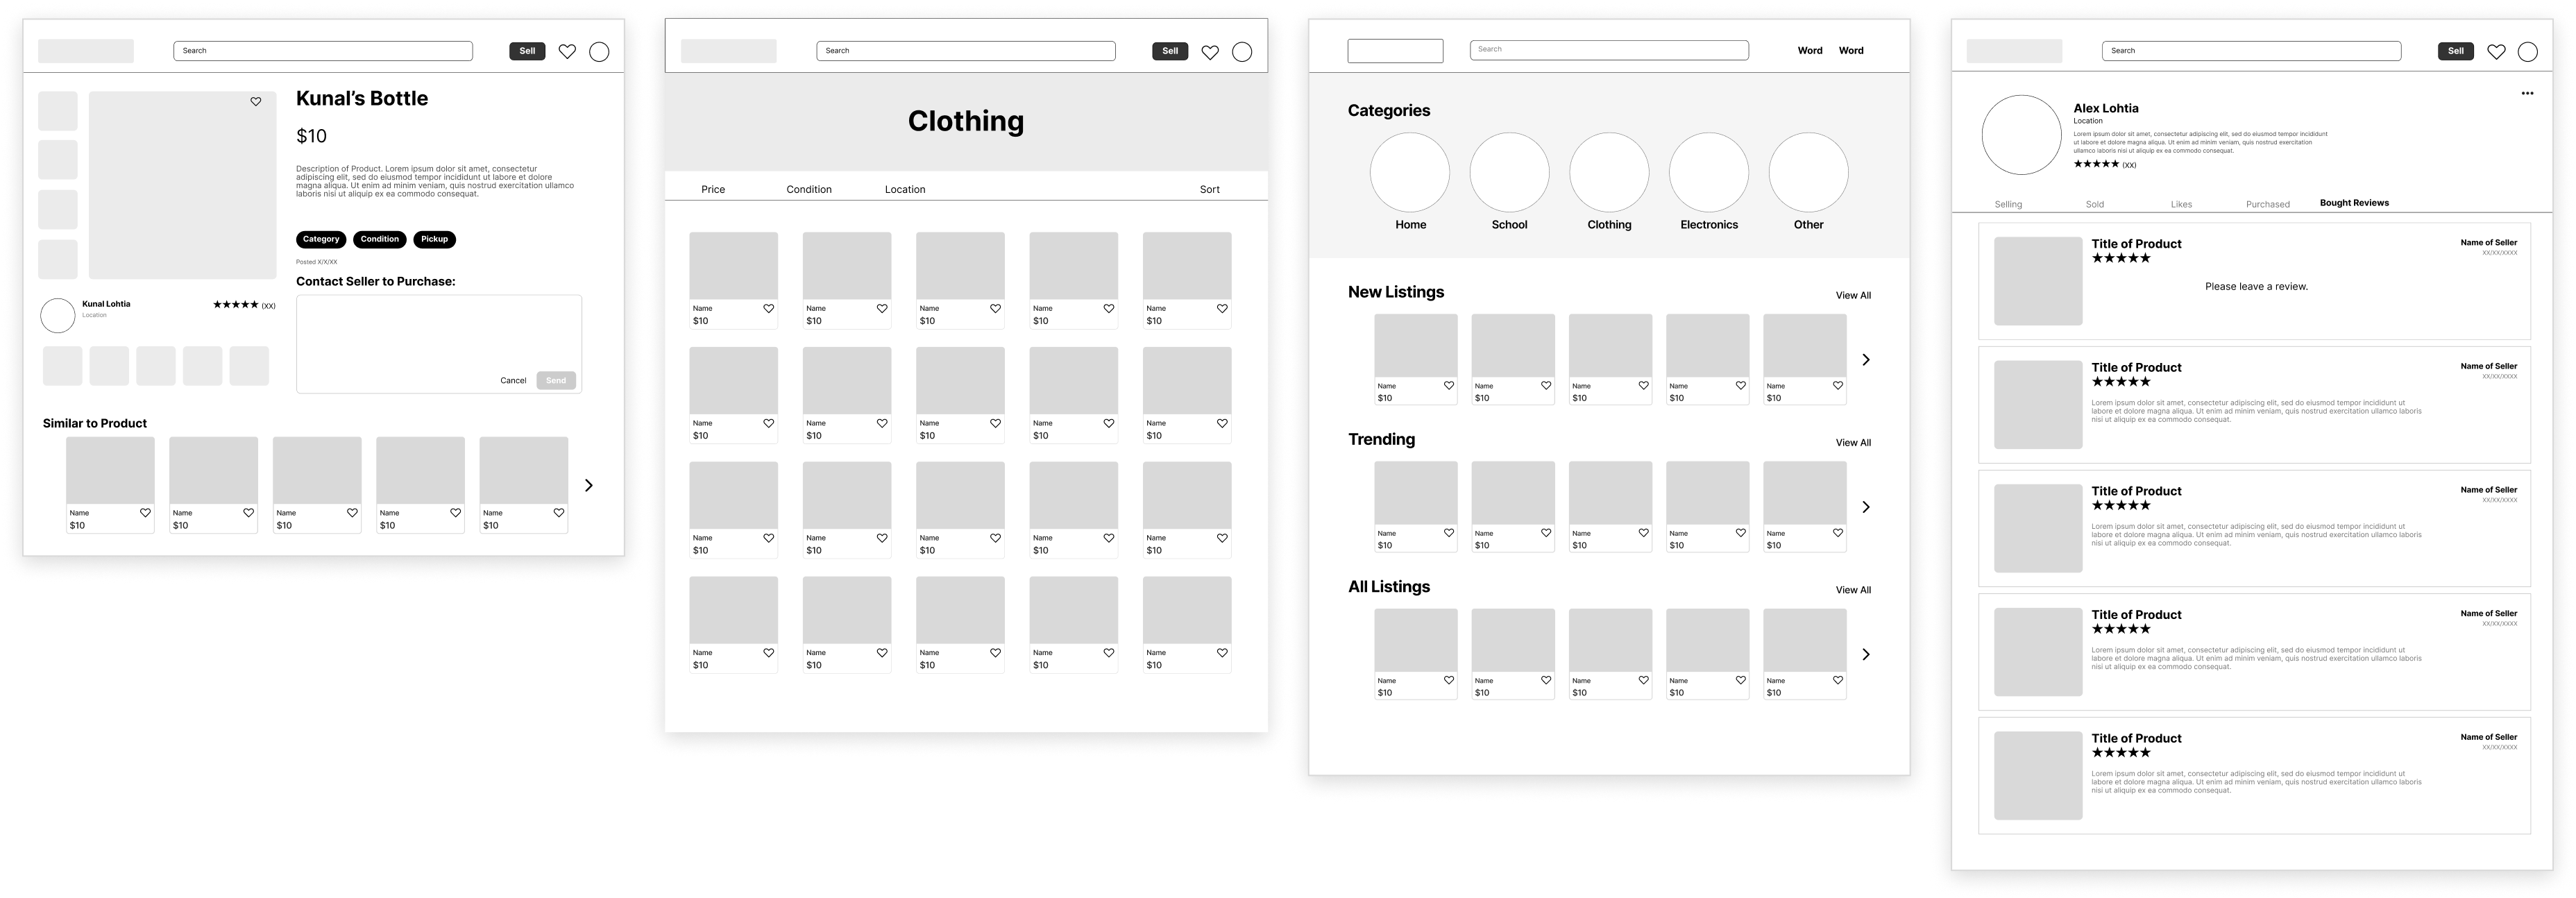 Search
Sell
Kunal's Bottle
$10
Description of Product. Lorem ipsum dolor sit amet, consectetur
adipiscing elit, sed do eiusmod tempor incididunt ut labore et dolore
magna aliqua. Ut enim ad minim veniam, quis nostrud exercitation ullamco
laboris nisi ut aliquip ex ea commodo consequat.
Category Condition Pickup
Posted X/X/XX
Contact Seller to Purchase:
Cancel Send
Kunal Lohtia ★★★★★ (XX)
Location
Similar to Product
Name Name Name Name Name
$10 $10 $10 $10 $10
Search
Sell
Clothing
Price Condition Location Sort
Name Name Name Name Name
$10 $10 $10 $10 $10
Name Name Name Name Name
$10 $10 $10 $10 $10
Name Name Name Name Name
$10 $10 $10 $10 $10
Name Name Name Name Name
$10 $10 $10 $10 $10
Search
Word Word
Categories
Home School Clothing Electronics Other
New Listings View All
Name Name Name Name Name
$10 $10 $10 $10 $10
Trending View All
Name Name Name Name Name
$10 $10 $10 $10 $10
All Listings View All
Name Name Name Name Name
$10 $10 $10 $10 $10
Search
Sell
Alex Lohtia
Location
Lorem ipsum dolor sit amet, consectetur adipiscing elit, sed do eiusmod tempor incididunt
ut labore et dolore magna aliqua. Ut enim ad minim veniam, quis nostrud exercitation
ullamco laboris nisi ut aliquip ex ea commodo consequat.
★★★★★ (XX)
Selling Sold Likes Purchased Bought Reviews
Title of Product Name of Seller
★★★★★ XX/XX/XXXX
Please leave a review.
Title of Product Name of Seller
★★★★★ XX/XX/XXXX
Lorem ipsum dolor sit amet, consectetur adipiscing elit, sed do eiusmod tempor incididunt ut
labore et dolore magna aliqua. Ut enim ad minim veniam, quis nostrud exercitation ullamco laboris
nisi ut aliquip ex ea commodo consequat.
Title of Product Name of Seller
★★★★★ XX/XX/XXXX
Lorem ipsum dolor sit amet, consectetur adipiscing elit, sed do eiusmod tempor incididunt ut
labore et dolore magna aliqua. Ut enim ad minim veniam, quis nostrud exercitation ullamco laboris
nisi ut aliquip ex ea commodo consequat.
Title of Product Name of Seller
★★★★★ XX/XX/XXXX
Lorem ipsum dolor sit amet, consectetur adipiscing elit, sed do eiusmod tempor incididunt ut
labore et dolore magna aliqua. Ut enim ad minim veniam, quis nostrud exercitation ullamco laboris
nisi ut aliquip ex ea commodo consequat.
Title of Product Name of Seller
★★★★★ XX/XX/XXXX
Lorem ipsum dolor sit amet, consectetur adipiscing elit, sed do eiusmod tempor incididunt ut
labore et dolore magna aliqua. Ut enim ad minim veniam, quis nostrud exercitation ullamco laboris
nisi ut aliquip ex ea commodo consequat.